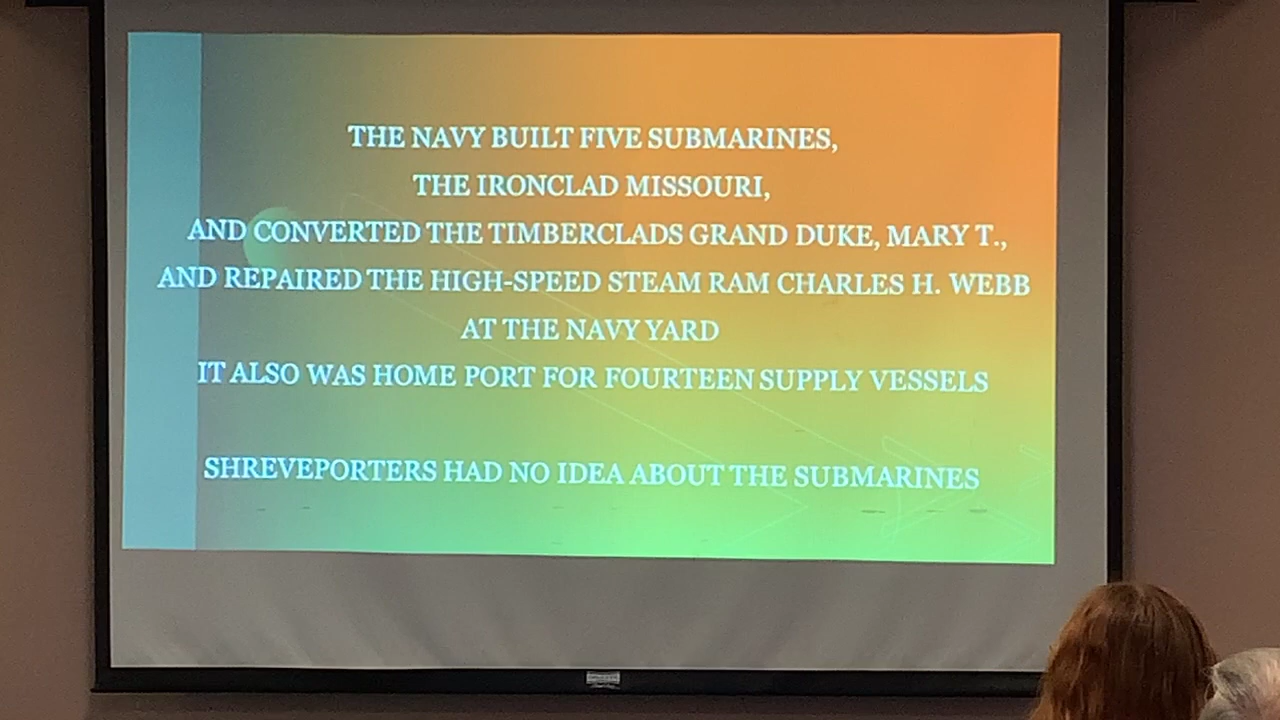 THE NAVY BUILT FIVE SUBMARINES,
THE IRONCLAD MISSOURI,
AND CONVERTED THE TIMBERCLADS GRAND DUKE, MARY T.,
AND REPAIRED THE HIGH-SPEED STEAM RAM CHARLES H. WEBB
AT THE NAVY YARD
IT ALSO WAS HOME PORT FOR FOURTEEN SUPPLY VESSELS
SHREVEPORTERS HAD NO IDEA ABOUT THE SUBMARINES